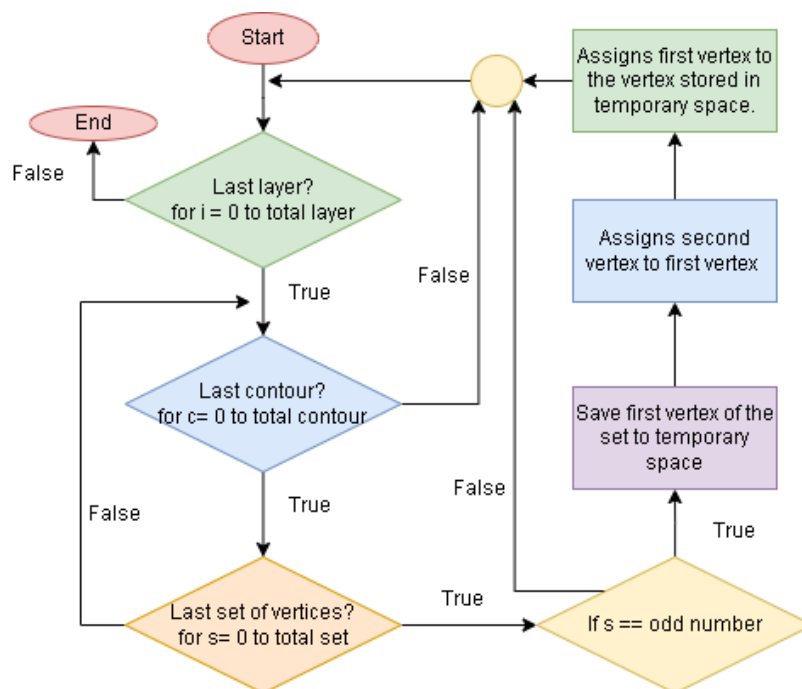 Start
Assigns first vertex to
the vertex stored in
temporary space.
End
False
Last layer?
for i = 0 to total layer
Assigns second
vertex to first vertex
False
True
Last contour?
for c= 0 to total contour
Save first vertex of the
set to temporary
space
False
True
False
True
True
Last set of vertices?
for s= 0 to total set
If s == odd number